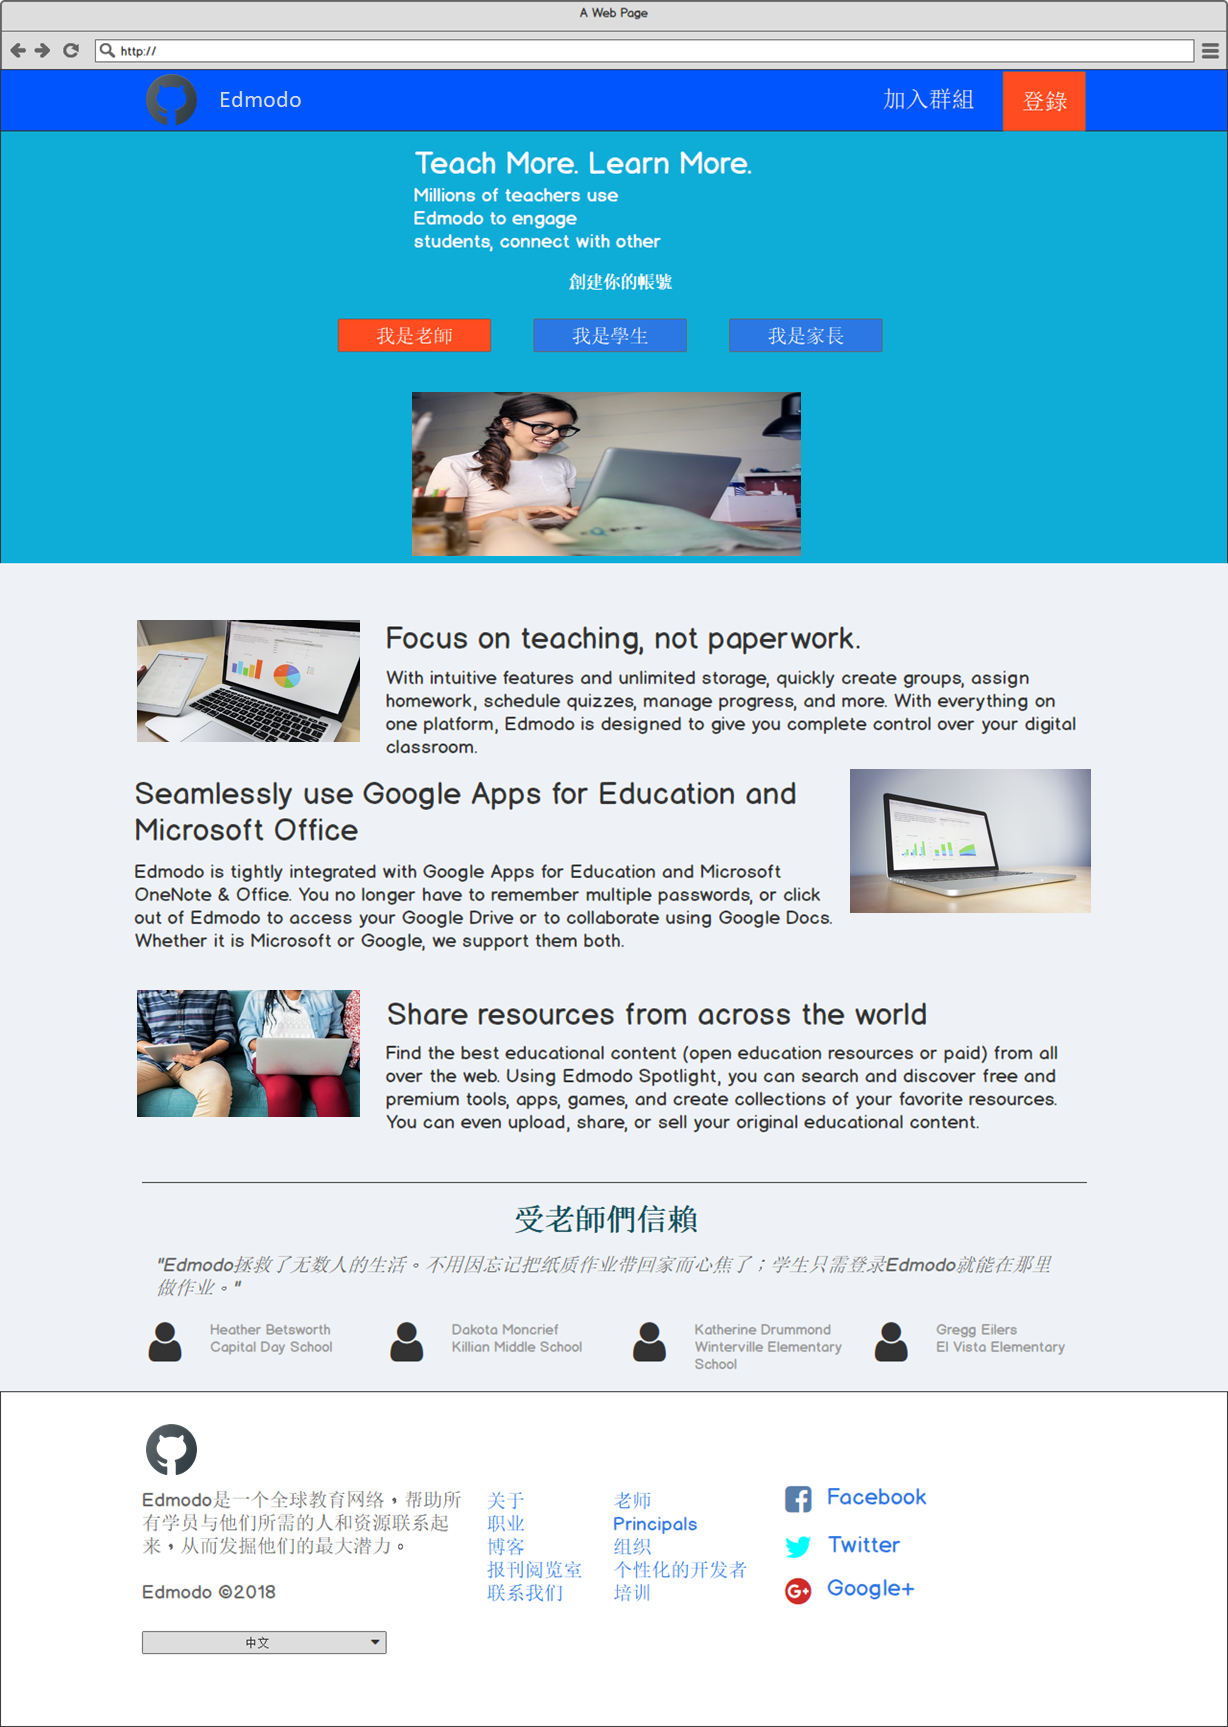 A Web Page
http://
Edmodo
加入群組
登錄
Teach More. Learn More.
Millions of teachers use
Edmodo to engage
students, connect with other
創建你的帳號
我是老師
我是學生
我是家長
Focus on teaching, not paperwork.
With intuitive features and unlimited storage, quickly create groups, assign
homework, schedule quizzes, manage progress, and more. With everything on
one platform, Edmodo is designed to give you complete control over your digital
classroom.
Seamlessly use Google Apps for Education and
Microsoft Office
Edmodo is tightly integrated with Google Apps for Education and Microsoft
OneNote & Office. You no longer have to remember multiple passwords, or click
out of Edmodo to access your Google Drive or to collaborate using Google Docs.
Whether it is Microsoft or Google, we support them both.
Share resources from across the world
Find the best educational content (open education resources or paid) from all
over the web. Using Edmodo Spotlight, you can search and discover free and
premium tools, apps, games, and create collections of your favorite resources.
You can even upload, share, or sell your original educational content.
受老師們信賴
"Edmodo拯救了无数人的生活。不用因忘记把纸质作业带回家而心焦了；学生只需登录Edmodo就能在那里
做作业。"
Heather Betsworth
Capital Day School
Dakota Moncrief
Killian Middle School
Katherine Drummond
Winterville Elementary
School
Gregg Eilers
El Vista Elementary
Edmodo是一个全球教育网络，帮助所
有学员与他们所需的人和资源联系起
来，从而发掘他们的最大潜力。
Edmodo ©2018
中文
关于
职业
博客
报刊阅览室
联系我们
老师
Principals
组织
个性化的开发者
培训
Facebook
Twitter
Google+